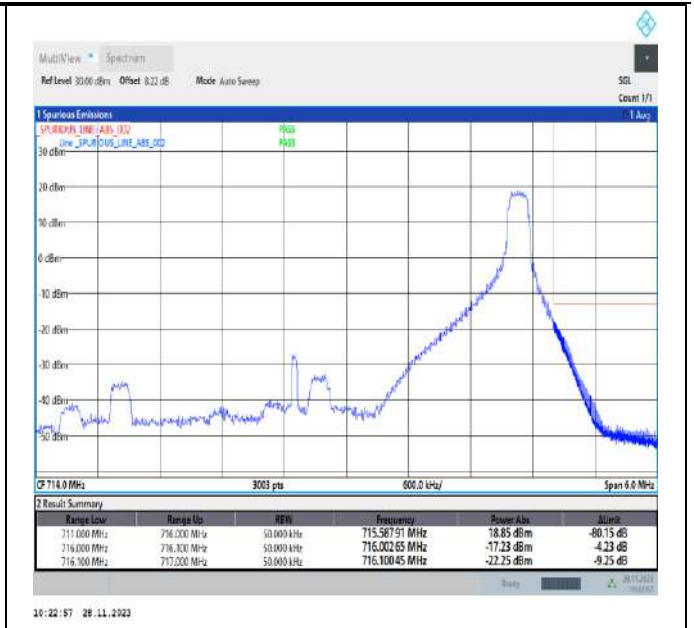 MultiView Spectrum
Ref Level 30.00 dBm Offset 8.22 dB Mode Auto Sweep SGL
Count 1/1
1 Spurious Emissions 1 Avg
_SPURIOUS_LINE_ABS_002 PASS
Line _SPURIOUS_LINE_ABS_002 PASS
30 dBm
20 dBm
10 dBm
0 dBm
-10 dBm
-20 dBm
-30 dBm
-40 dBm
-50 dBm
CF 714.0 MHz 3003 pts 600.0 kHz/ Span 6.0 MHz
2 Result Summary
Range Low Range Up RBW Frequency Power Abs ΔLimit
711.000 MHz 716.000 MHz 50.000 kHz 715.58791 MHz 18.85 dBm -80.15 dB
716.000 MHz 716.100 MHz 50.000 kHz 716.00265 MHz -17.23 dBm -4.23 dB
716.100 MHz 717.000 MHz 50.000 kHz 716.10045 MHz -22.25 dBm -9.25 dB
Ready 28.11.2023
10:22:57 28.11.2023